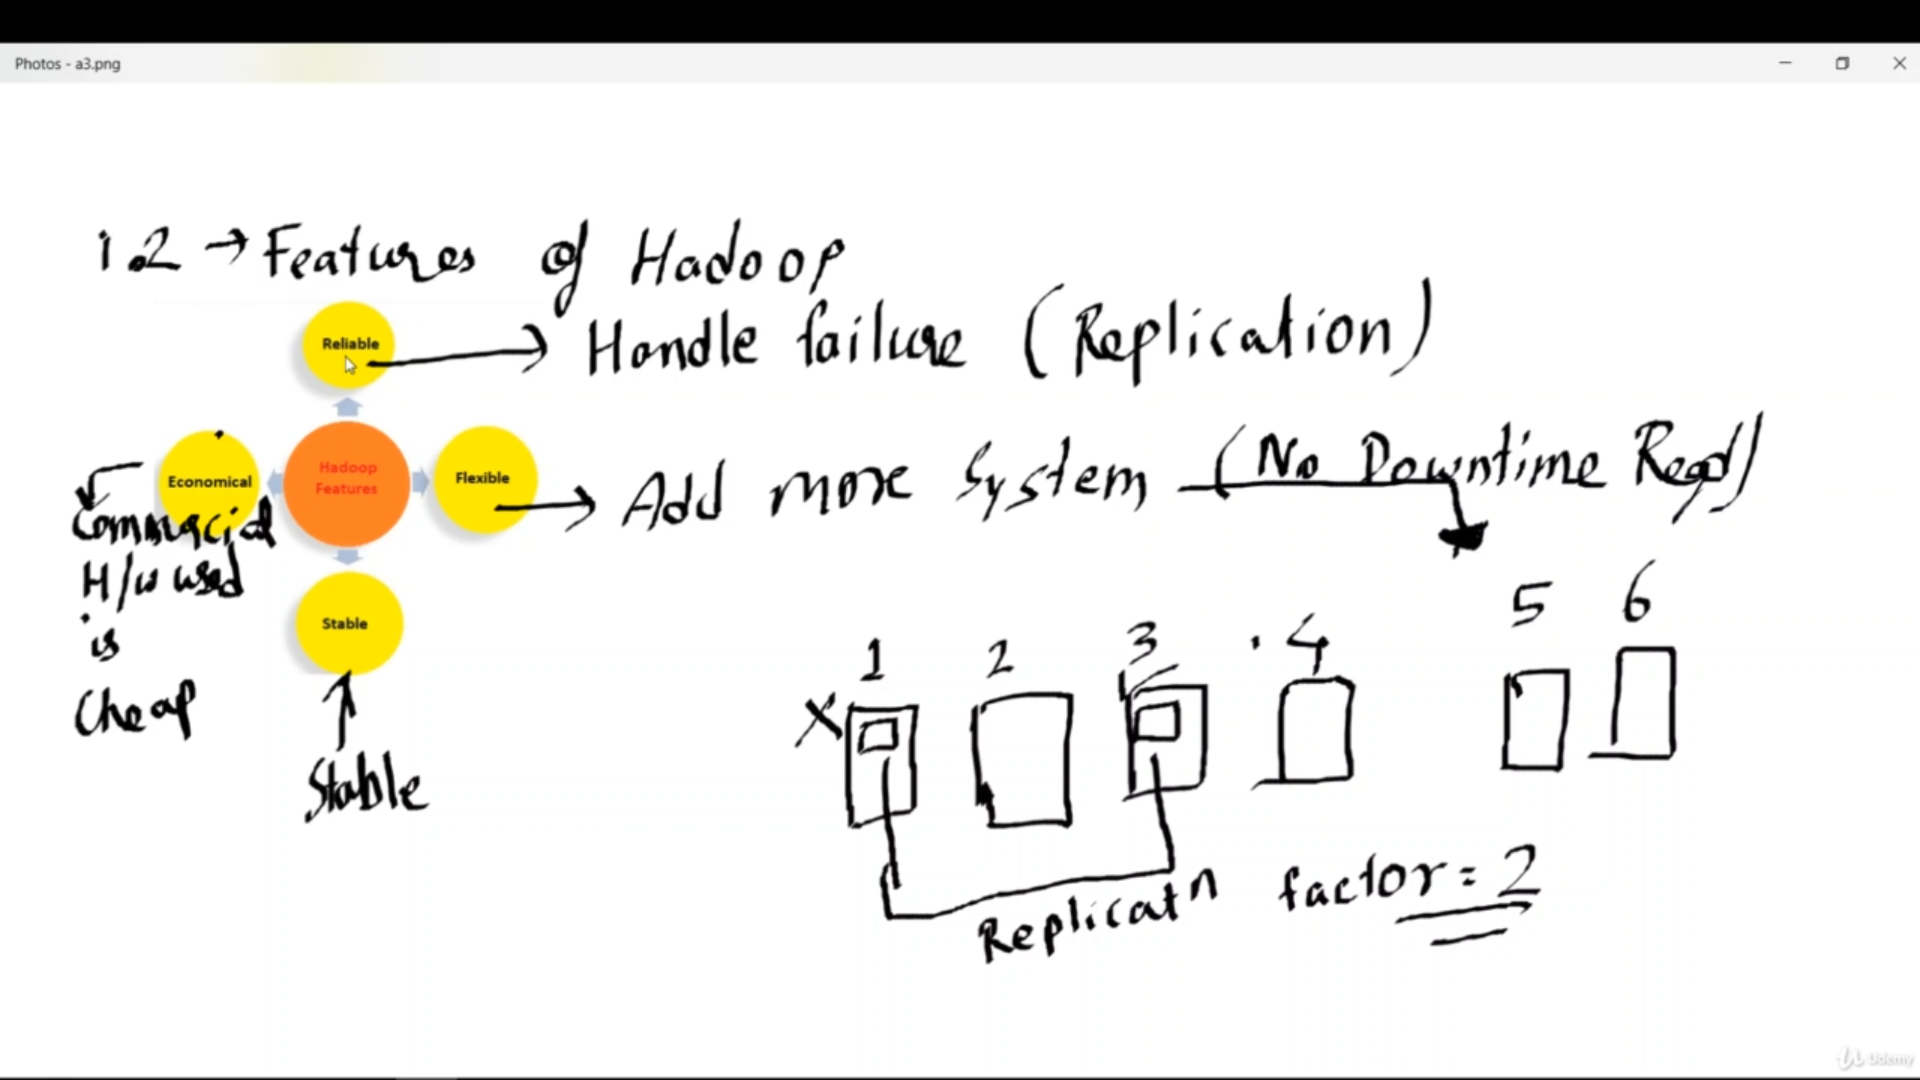 Photos - a3.png
1.2 → Features of Hadoop
Reliable
Handle failure (Replication)
Economical
Hadoop
Features
Flexible
Add more System (No Downtime Reqd)
Commercial
H/w used
is
Cheap
Stable
Stable
1 2 3 4 5 6
X
Replicatn factor = 2
Udemy